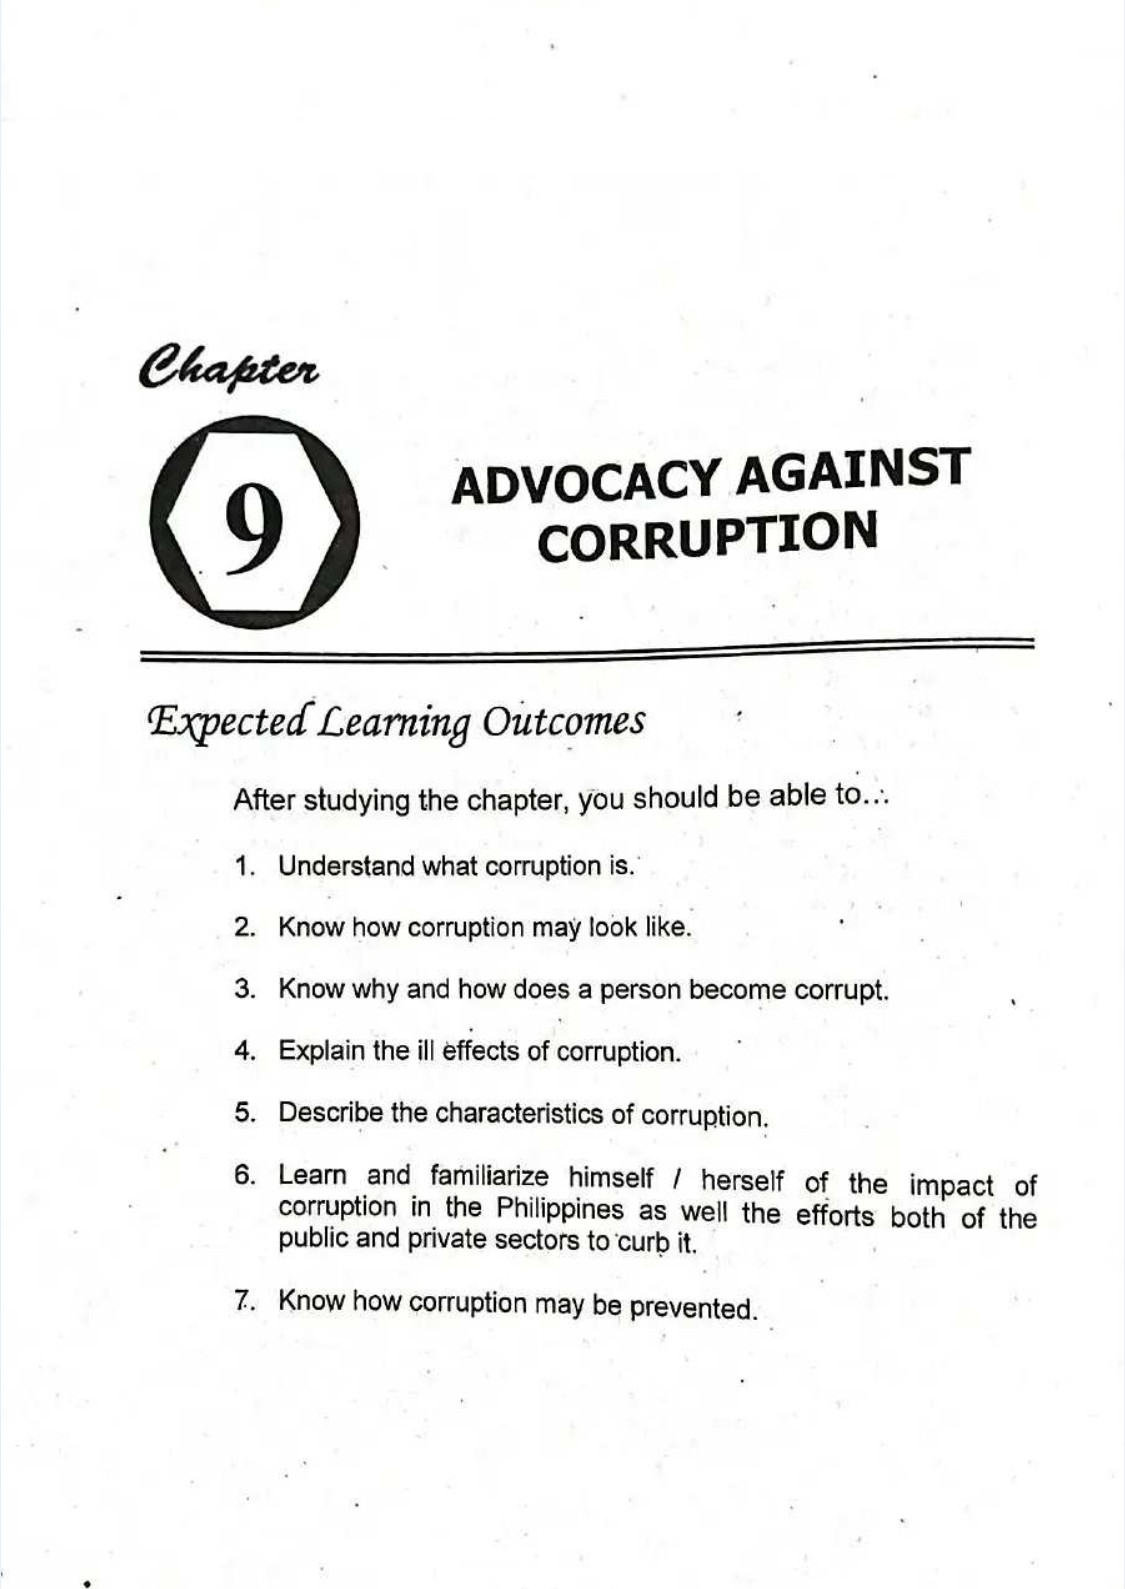 Chapter
9
ADVOCACY AGAINST
CORRUPTION
Expected Learning Outcomes
After studying the chapter, you should be able to...
1. Understand what corruption is.
2. Know how corruption may look like.
3. Know why and how does a person become corrupt.
4. Explain the ill effects of corruption.
5. Describe the characteristics of corruption.
6. Learn and familiarize himself / herself of the impact of
corruption in the Philippines as well the efforts both of the
public and private sectors to curb it.
7. Know how corruption may be prevented.